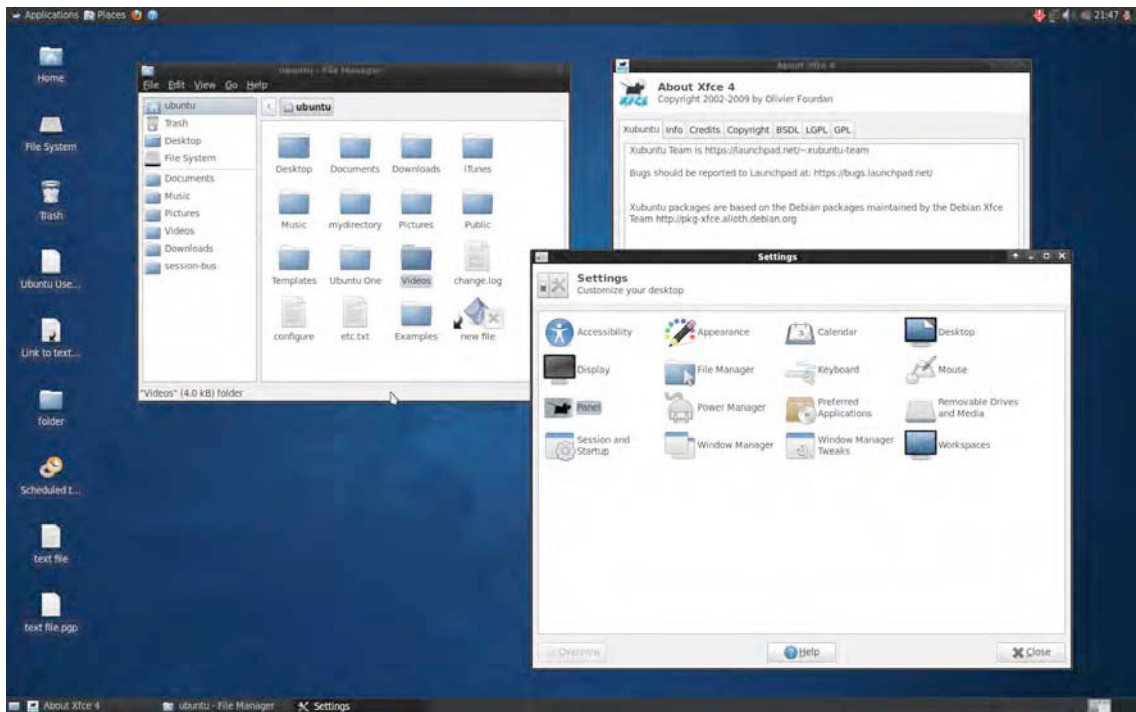 Applications Places 21:47
Home
File System
Trash
Ubuntu Use...
Link to text...
folder
Scheduled t...
text file
text file.pgp
ubuntu - File Manager
File Edit View Go Help
ubuntu
Trash
Desktop
File System
Documents
Music
Pictures
Videos
Downloads
session-bus
ubuntu
Desktop Documents Downloads iTunes
Music mydirectory Pictures Public
Templates Ubuntu One Videos change.log
configure etc.txt Examples new file
"Videos" (4.0 kB) folder
About Xfce 4
About Xfce 4
Copyright 2002-2009 by Olivier Fourdan
XFCE
Xubuntu Info Credits Copyright BSDL LGPL GPL
Xubuntu Team is https://launchpad.net/~xubuntu-team
Bugs should be reported to Launchpad at: https://bugs.launchpad.net/
Xubuntu packages are based on the Debian packages maintained by the Debian Xfce
Team http://pkg-xfce.alioth.debian.org
Settings
Settings
Customize your desktop
Accessibility Appearance Calendar Desktop
Display File Manager Keyboard Mouse
Panel Power Manager Preferred Applications Removable Drives and Media
Session and Startup Window Manager Window Manager Tweaks Workspaces
Overview Help Close
About Xfce 4 ubuntu - File Manager Settings